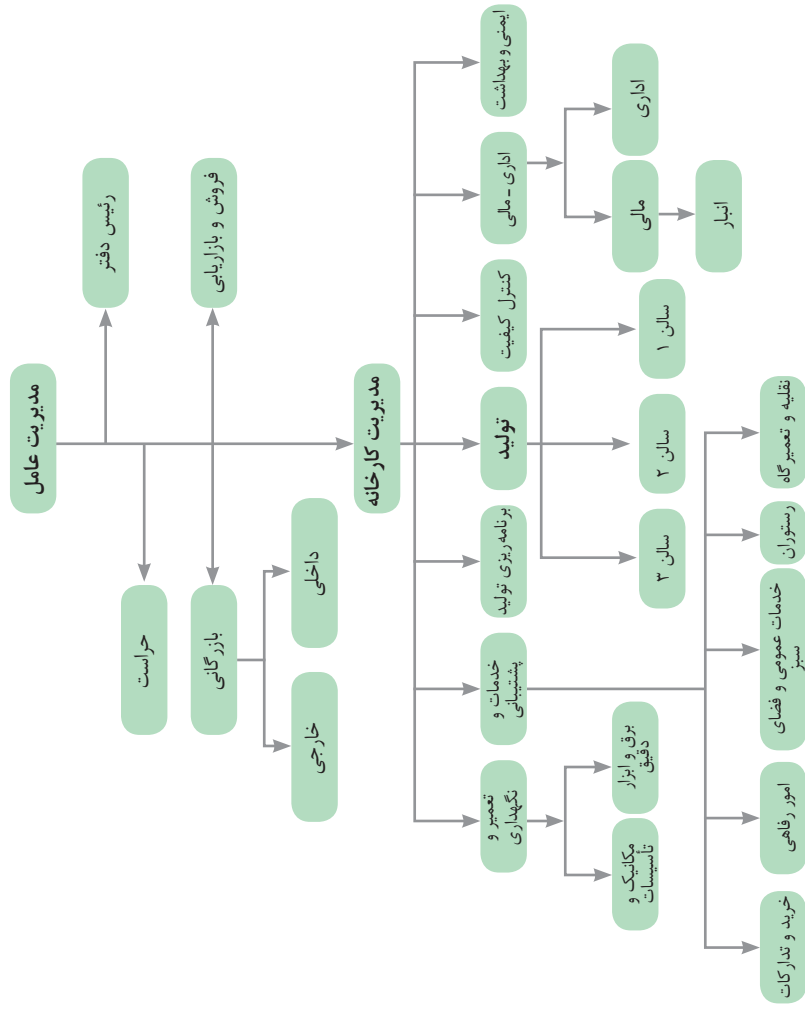 مدیریت عامل
رئیس دفتر
حراست
فروش و بازاریابی
بازرگانی
داخلی
خارجی
مدیریت کارخانه
ایمنی و بهداشت
اداری - مالی
کنترل کیفیت
تولید
برنامه ریزی تولید
خدمات و
پشتیبانی
تعمیر و
نگهداری
اداری
مالی
انبار
سالن ۱
سالن ۲
سالن ۳
برق و ابزار
دقیق
مکانیک و
تأسیسات
نقلیه و تعمیرگاه
رستوران
خدمات عمومی و فضای
سبز
امور رفاهی
خرید و تدارکات